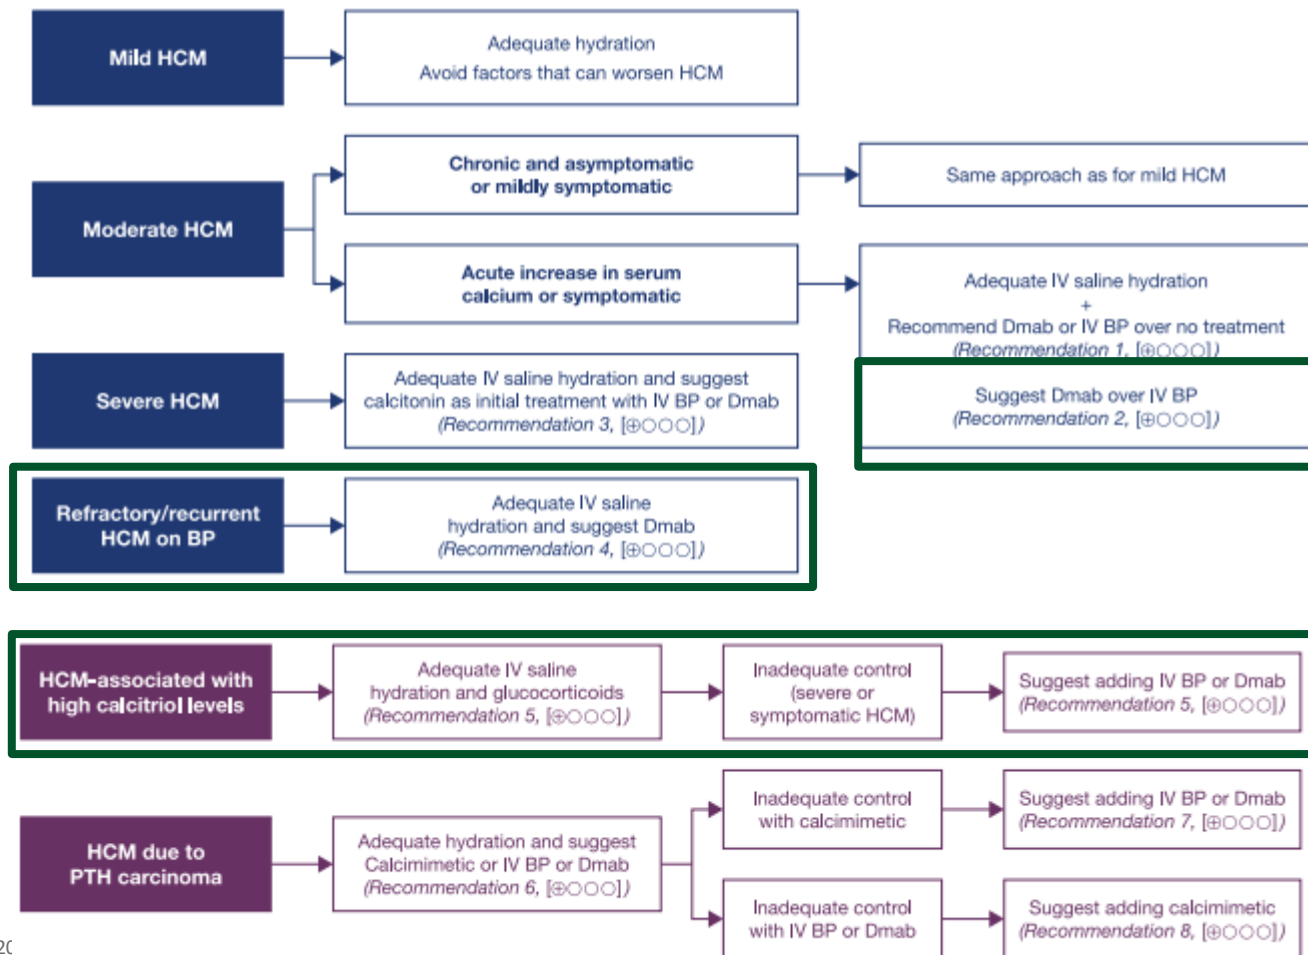 Mild HCM
Adequate hydration
Avoid factors that can worsen HCM
Moderate HCM
Chronic and asymptomatic
or mildly symptomatic
Same approach as for mild HCM
Acute increase in serum
calcium or symptomatic
Adequate IV saline hydration
+
Recommend Dmab or IV BP over no treatment
(Recommendation 1, [⊕○○○])
Suggest Dmab over IV BP
(Recommendation 2, [⊕○○○])
Severe HCM
Adequate IV saline hydration and suggest
calcitonin as initial treatment with IV BP or Dmab
(Recommendation 3, [⊕○○○])
Refractory/recurrent
HCM on BP
Adequate IV saline
hydration and suggest Dmab
(Recommendation 4, [⊕○○○])
HCM-associated with
high calcitriol levels
Adequate IV saline
hydration and glucocorticoids
(Recommendation 5, [⊕○○○])
Inadequate control
(severe or
symptomatic HCM)
Suggest adding IV BP or Dmab
(Recommendation 5, [⊕○○○])
HCM due to
PTH carcinoma
Adequate hydration and suggest
Calcimimetic or IV BP or Dmab
(Recommendation 6, [⊕○○○])
Inadequate control
with calcimimetic
Suggest adding IV BP or Dmab
(Recommendation 7, [⊕○○○])
Inadequate control
with IV BP or Dmab
Suggest adding calcimimetic
(Recommendation 8, [⊕○○○])